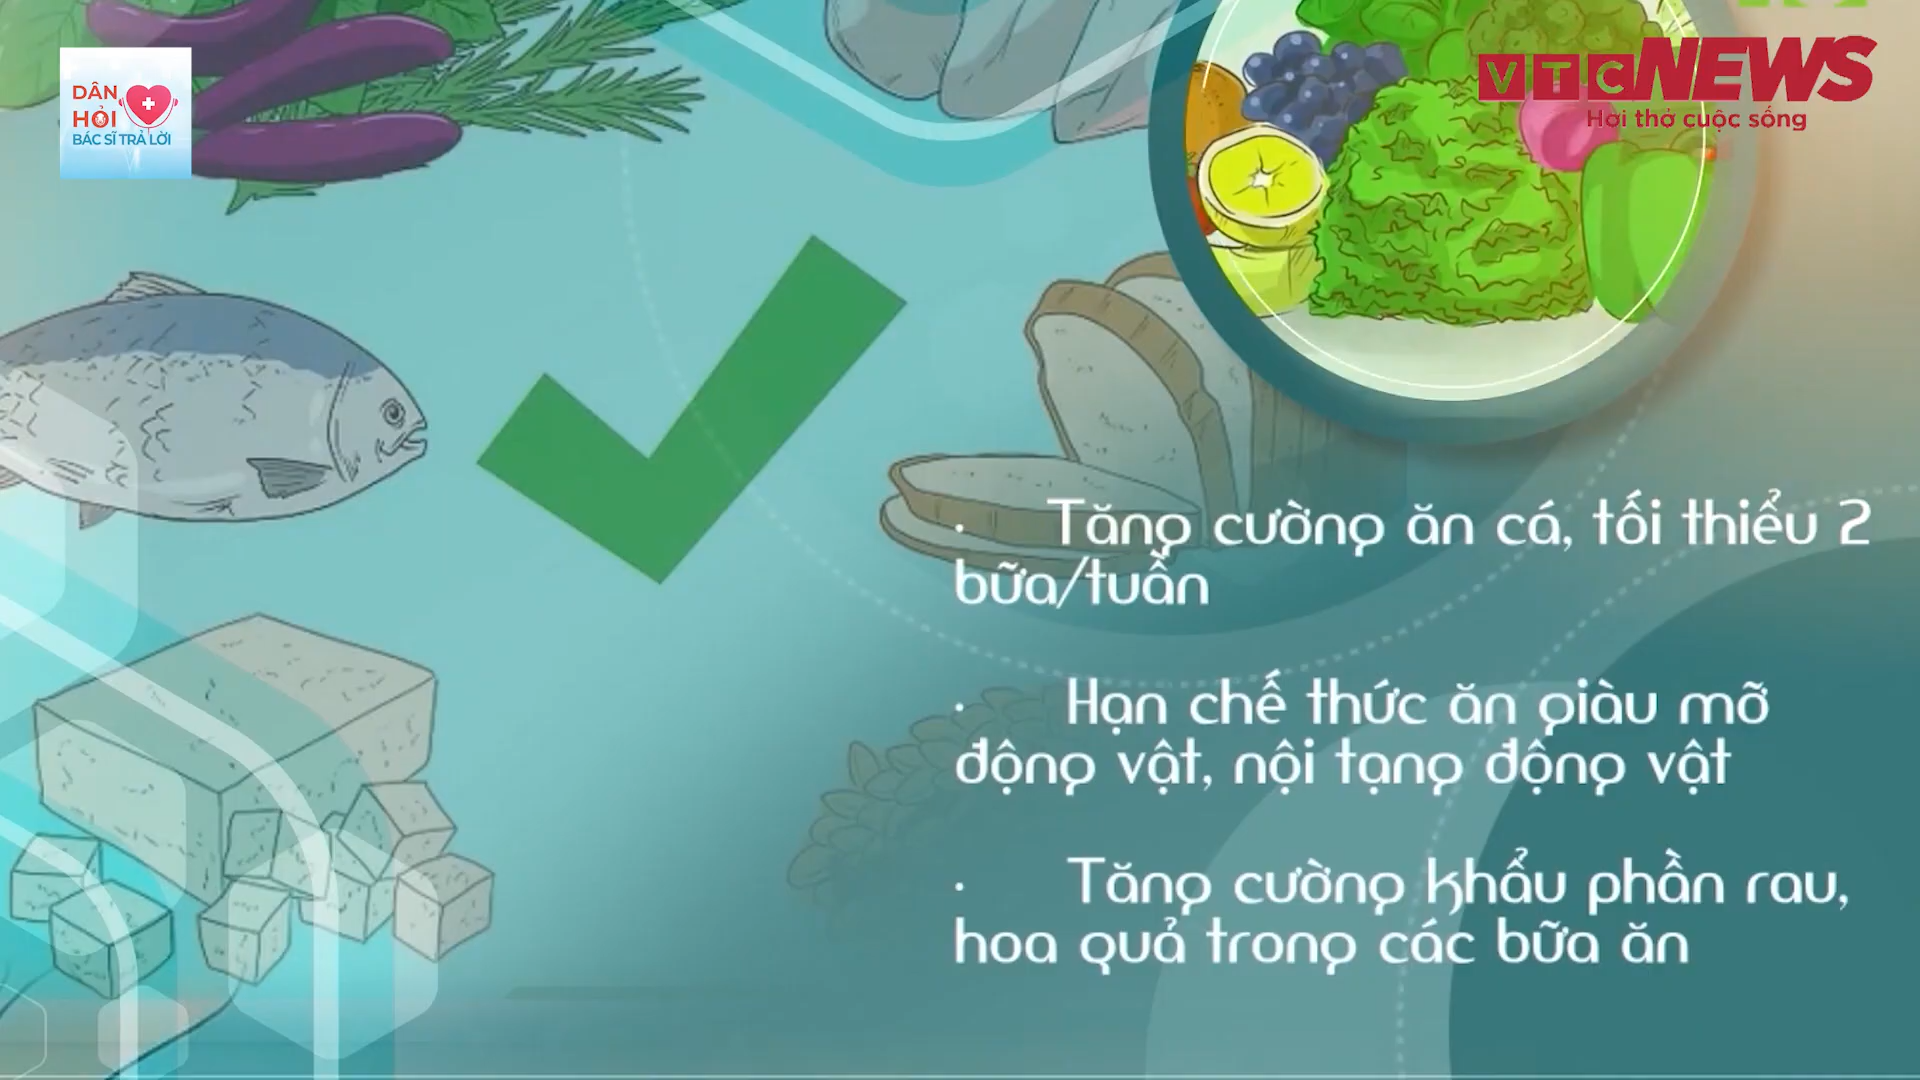 DÂN
HỎI
BÁC SĨ TRẢ LỜI
VTC NEWS
Hơi thở cuộc sống
· Tăng cường ăn cá, tối thiểu 2
bữa/tuần
· Hạn chế thức ăn giàu mỡ
động vật, nội tạng động vật
· Tăng cường khẩu phần rau,
hoa quả trong các bữa ăn